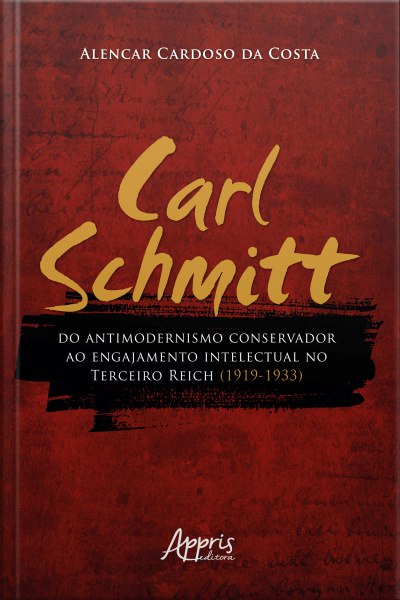 Alencar Cardoso da Costa
Carl
Schmitt
do antimodernismo conservador
ao engajamento intelectual no
Terceiro Reich (1919-1933)
Appris
editora